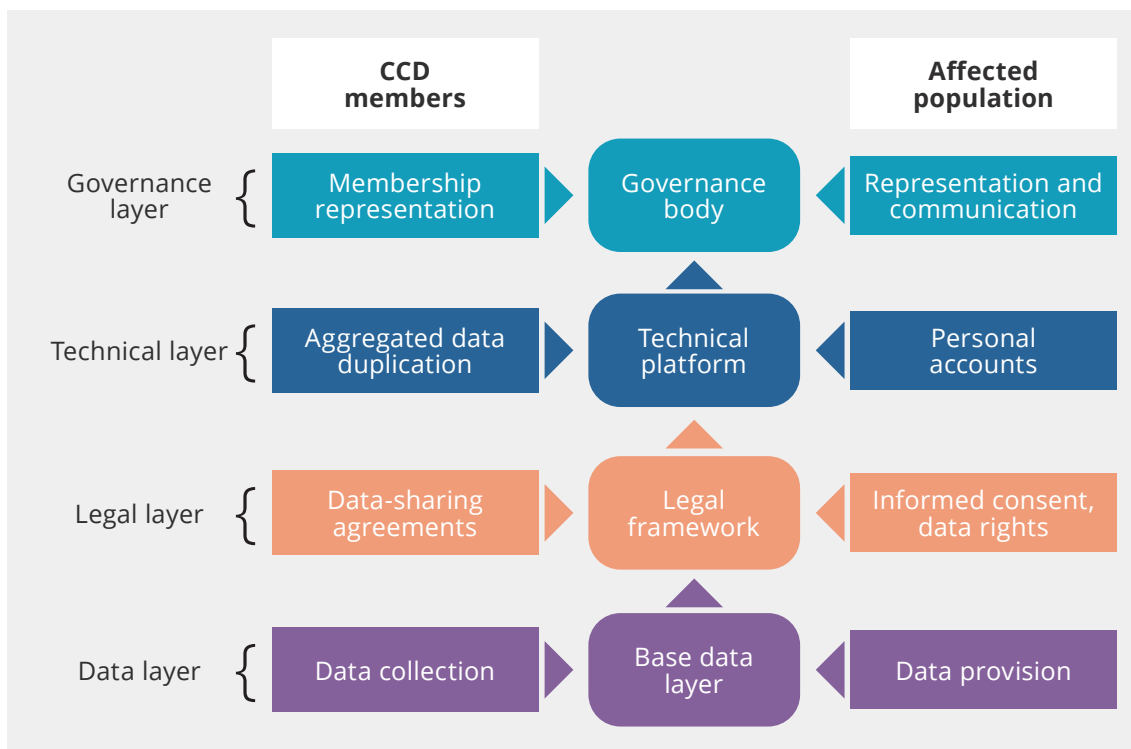 CCD
members
Affected
population
Governance
layer
Membership
representation
Governance
body
Representation and
communication
Technical layer
Aggregated data
duplication
Technical
platform
Personal
accounts
Legal layer
Data-sharing
agreements
Legal
framework
Informed consent,
data rights
Data layer
Data collection
Base data
layer
Data provision